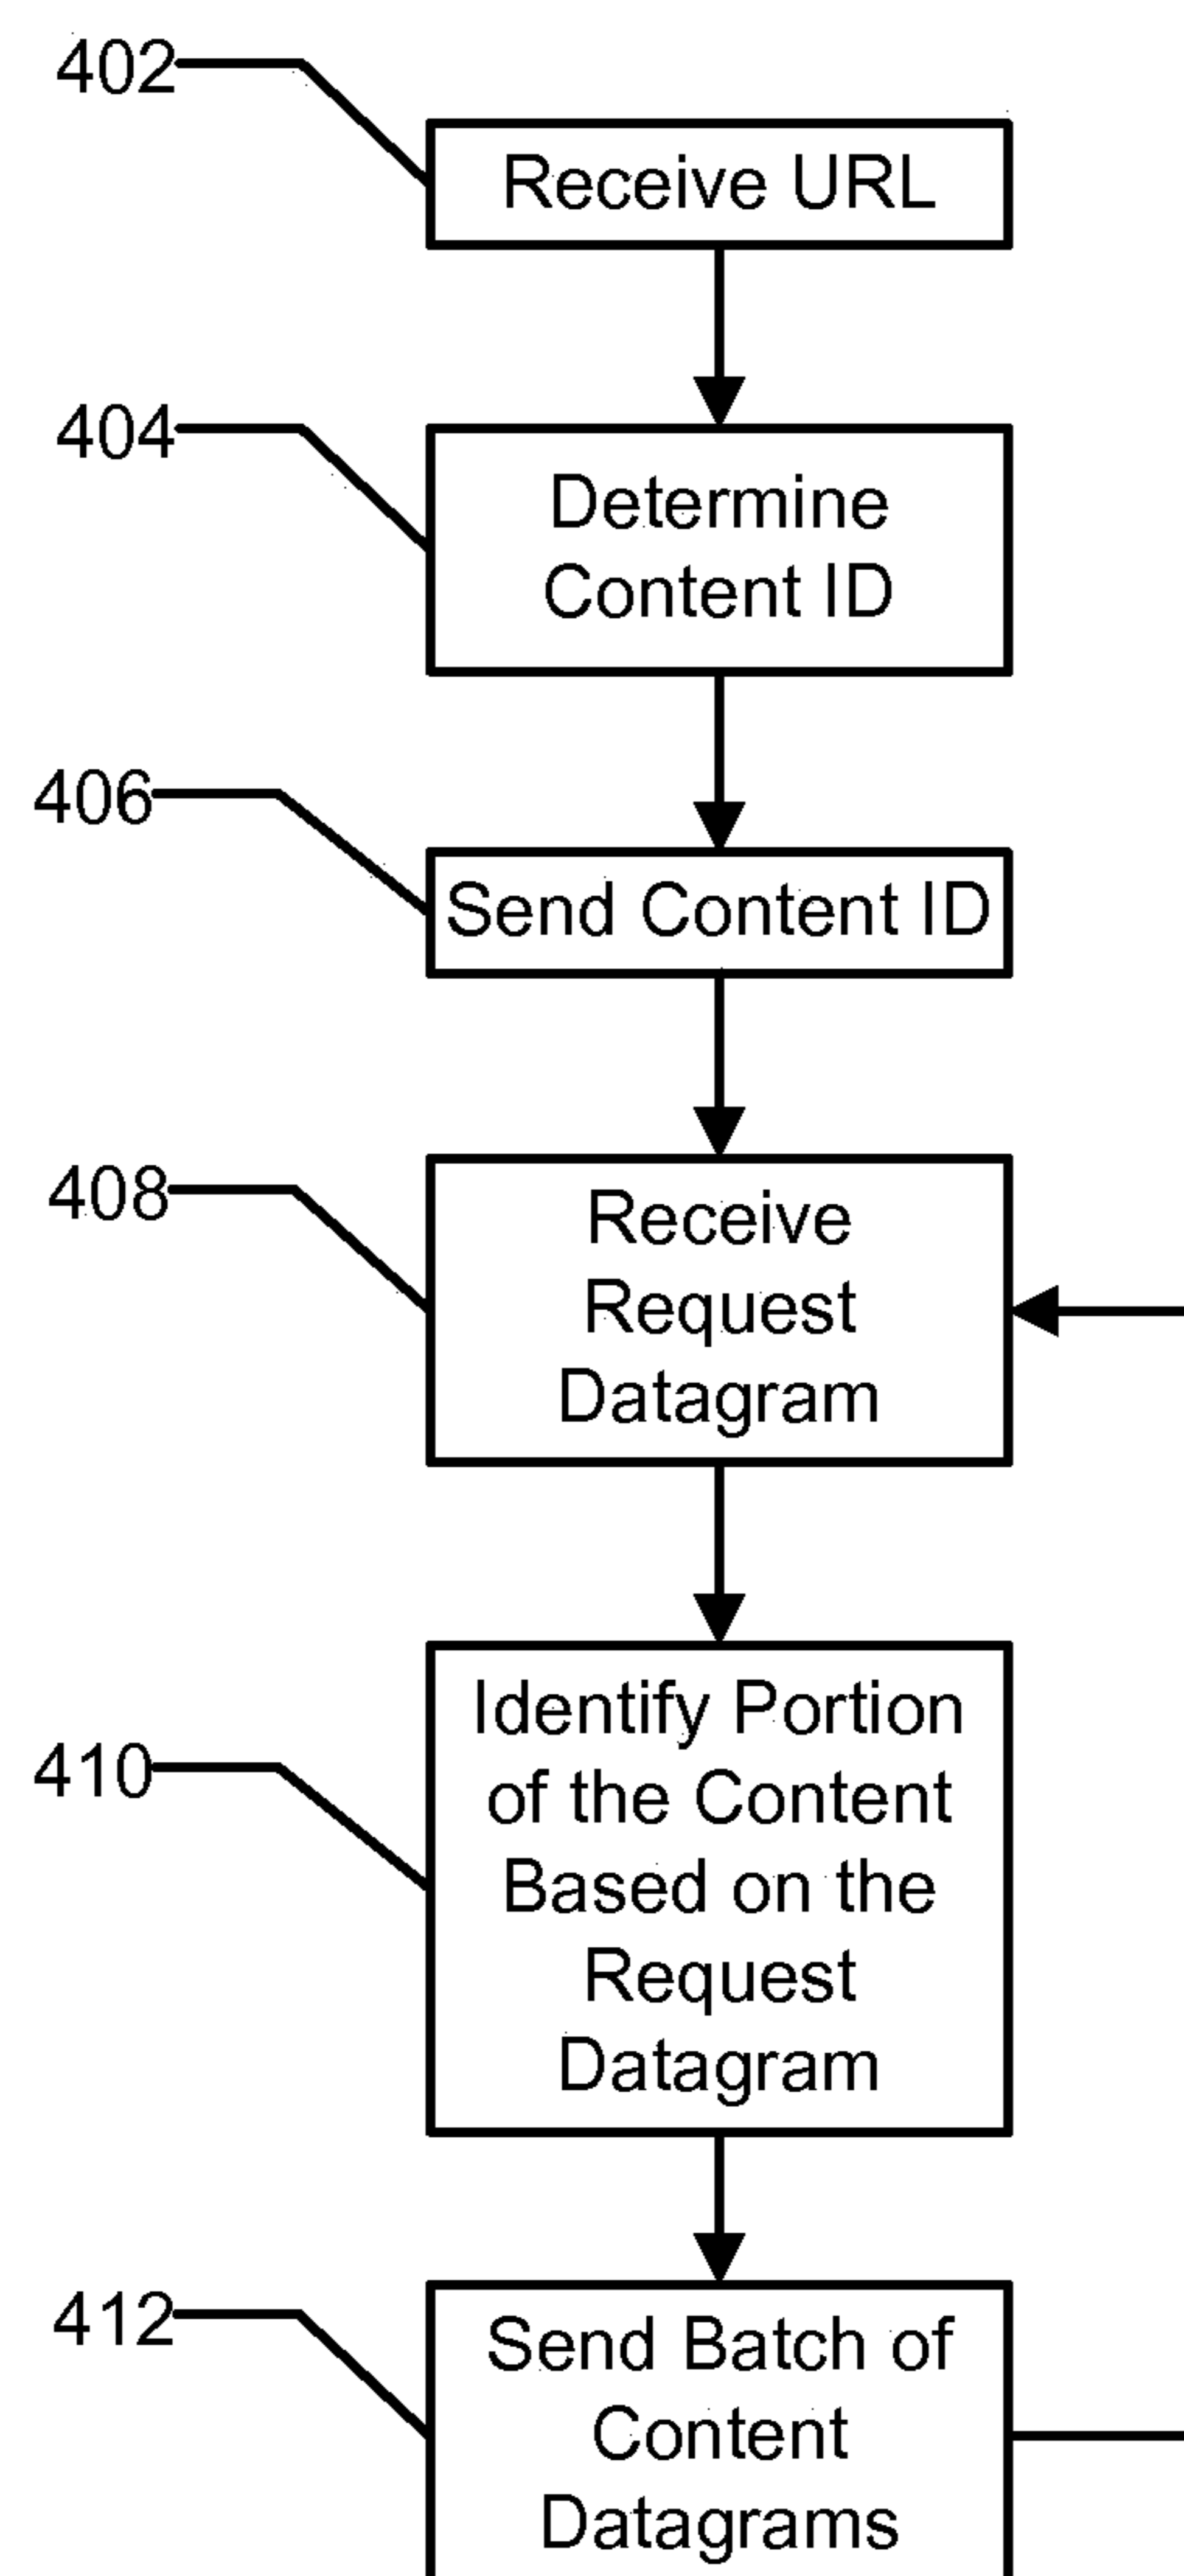 402
Receive URL
404
Determine
Content ID
406
Send Content ID
408
Receive
Request
Datagram
410
Identify Portion
of the Content
Based on the
Request
Datagram
412
Send Batch of
Content
Datagrams